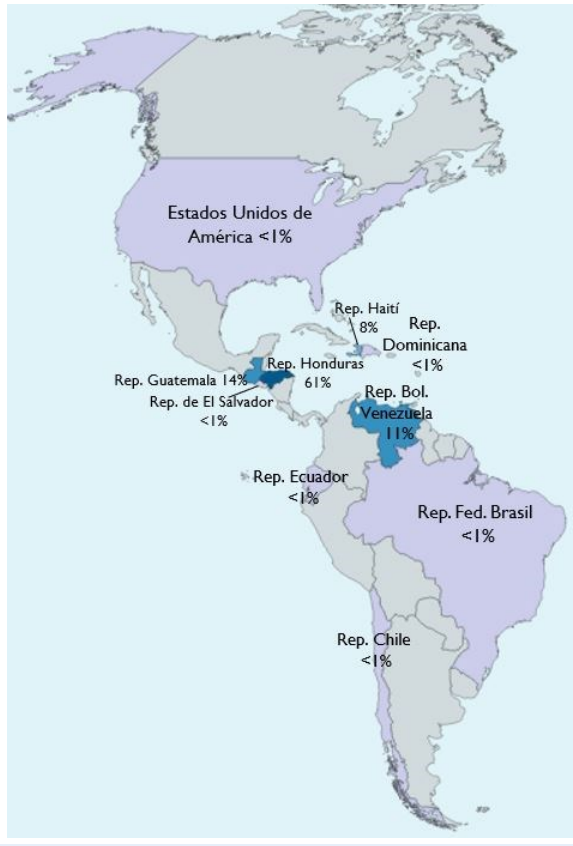 Estados Unidos de
América <1%
Rep. Haití
8%
Rep.
Dominicana
<1%
Rep. Honduras
61%
Rep. Guatemala 14%
Rep. de El Salvador
<1%
Rep. Bol.
Venezuela
11%
Rep. Ecuador
<1%
Rep. Fed. Brasil
<1%
Rep. Chile
<1%